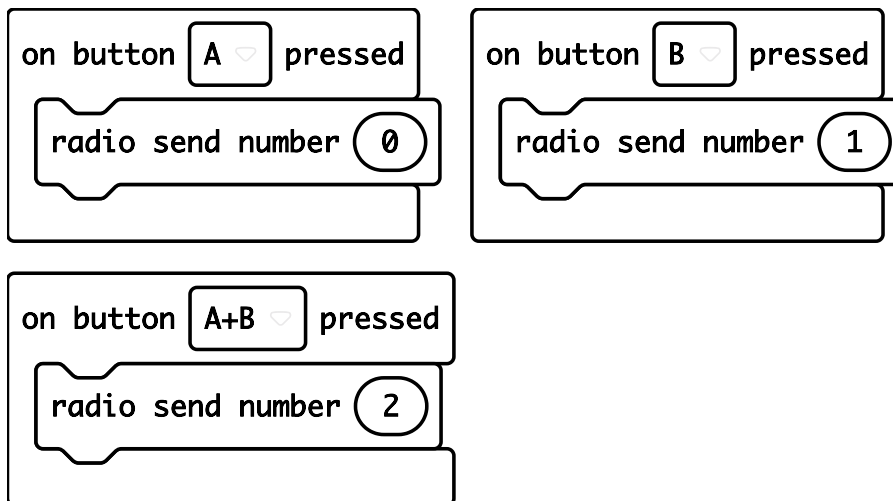 on button A pressed
radio send number 0
on button B pressed
radio send number 1
on button A+B pressed
radio send number 2